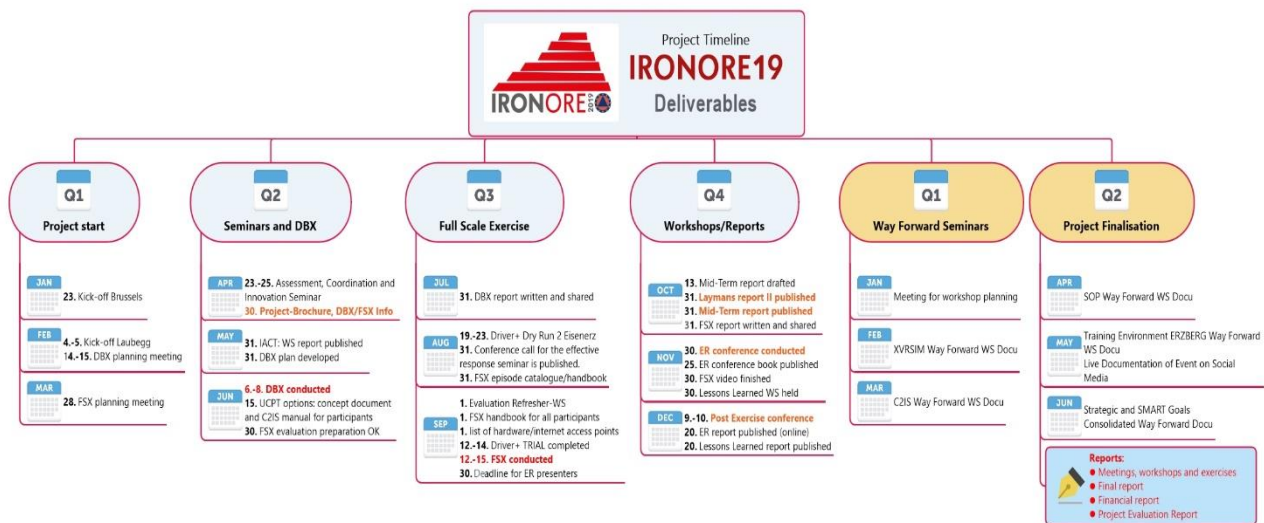 Project Timeline
IRONORE19
Deliverables
IRONORE
2019
Q1
Project start
JAN
23. Kick-off Brussels
FEB
4.-5. Kick-off Laubegg
14.-15. DBX planning meeting
MAR
28. FSX planning meeting
Q2
Seminars and DBX
APR
23.-25. Assessment, Coordination and
Innovation Seminar
30. Project-Brochure, DBX/FSX Info
MAY
31. IACT: WS report published
31. DBX plan developed
JUN
6.-8. DBX conducted
15. UCPT options: concept document
and C2IS manual for participants
30. FSX evaluation preparation OK
Q3
Full Scale Exercise
JUL
31. DBX report written and shared
AUG
19.-23. Driver+ Dry Run 2 Eisenerz
31. Conference call for the effective
response seminar is published.
31. FSX episode catalogue/handbook
SEP
1. Evaluation Refresher-WS
1. FSX handbook for all participants
1. list of hardware/internet access points
12.-14. Driver+ TRIAL completed
12.-15. FSX conducted
30. Deadline for ER presenters
Q4
Workshops/Reports
OCT
13. Mid-Term report drafted
31. Laymans report II published
31. Mid-Term report published
31. FSX report written and shared
NOV
30. ER conference conducted
25. ER conference book published
30. FSX video finished
30. Lessons Learned WS held
DEC
9.-10. Post Exercise conference
20. ER report published (online)
20. Lessons Learned report published
Q1
Way Forward Seminars
JAN
Meeting for workshop planning
FEB
XVRSIM Way Forward WS Docu
MAR
C2IS Way Forward WS Docu
Q2
Project Finalisation
APR
SOP Way Forward WS Docu
MAY
Training Environment ERZBERG Way Forward
WS Docu
Live Documentation of Event on Social
Media
JUN
Strategic and SMART Goals
Consolidated Way Forward Docu
Reports:
● Meetings, workshops and exercises
● Final report
● Financial report
● Project Evaluation Report